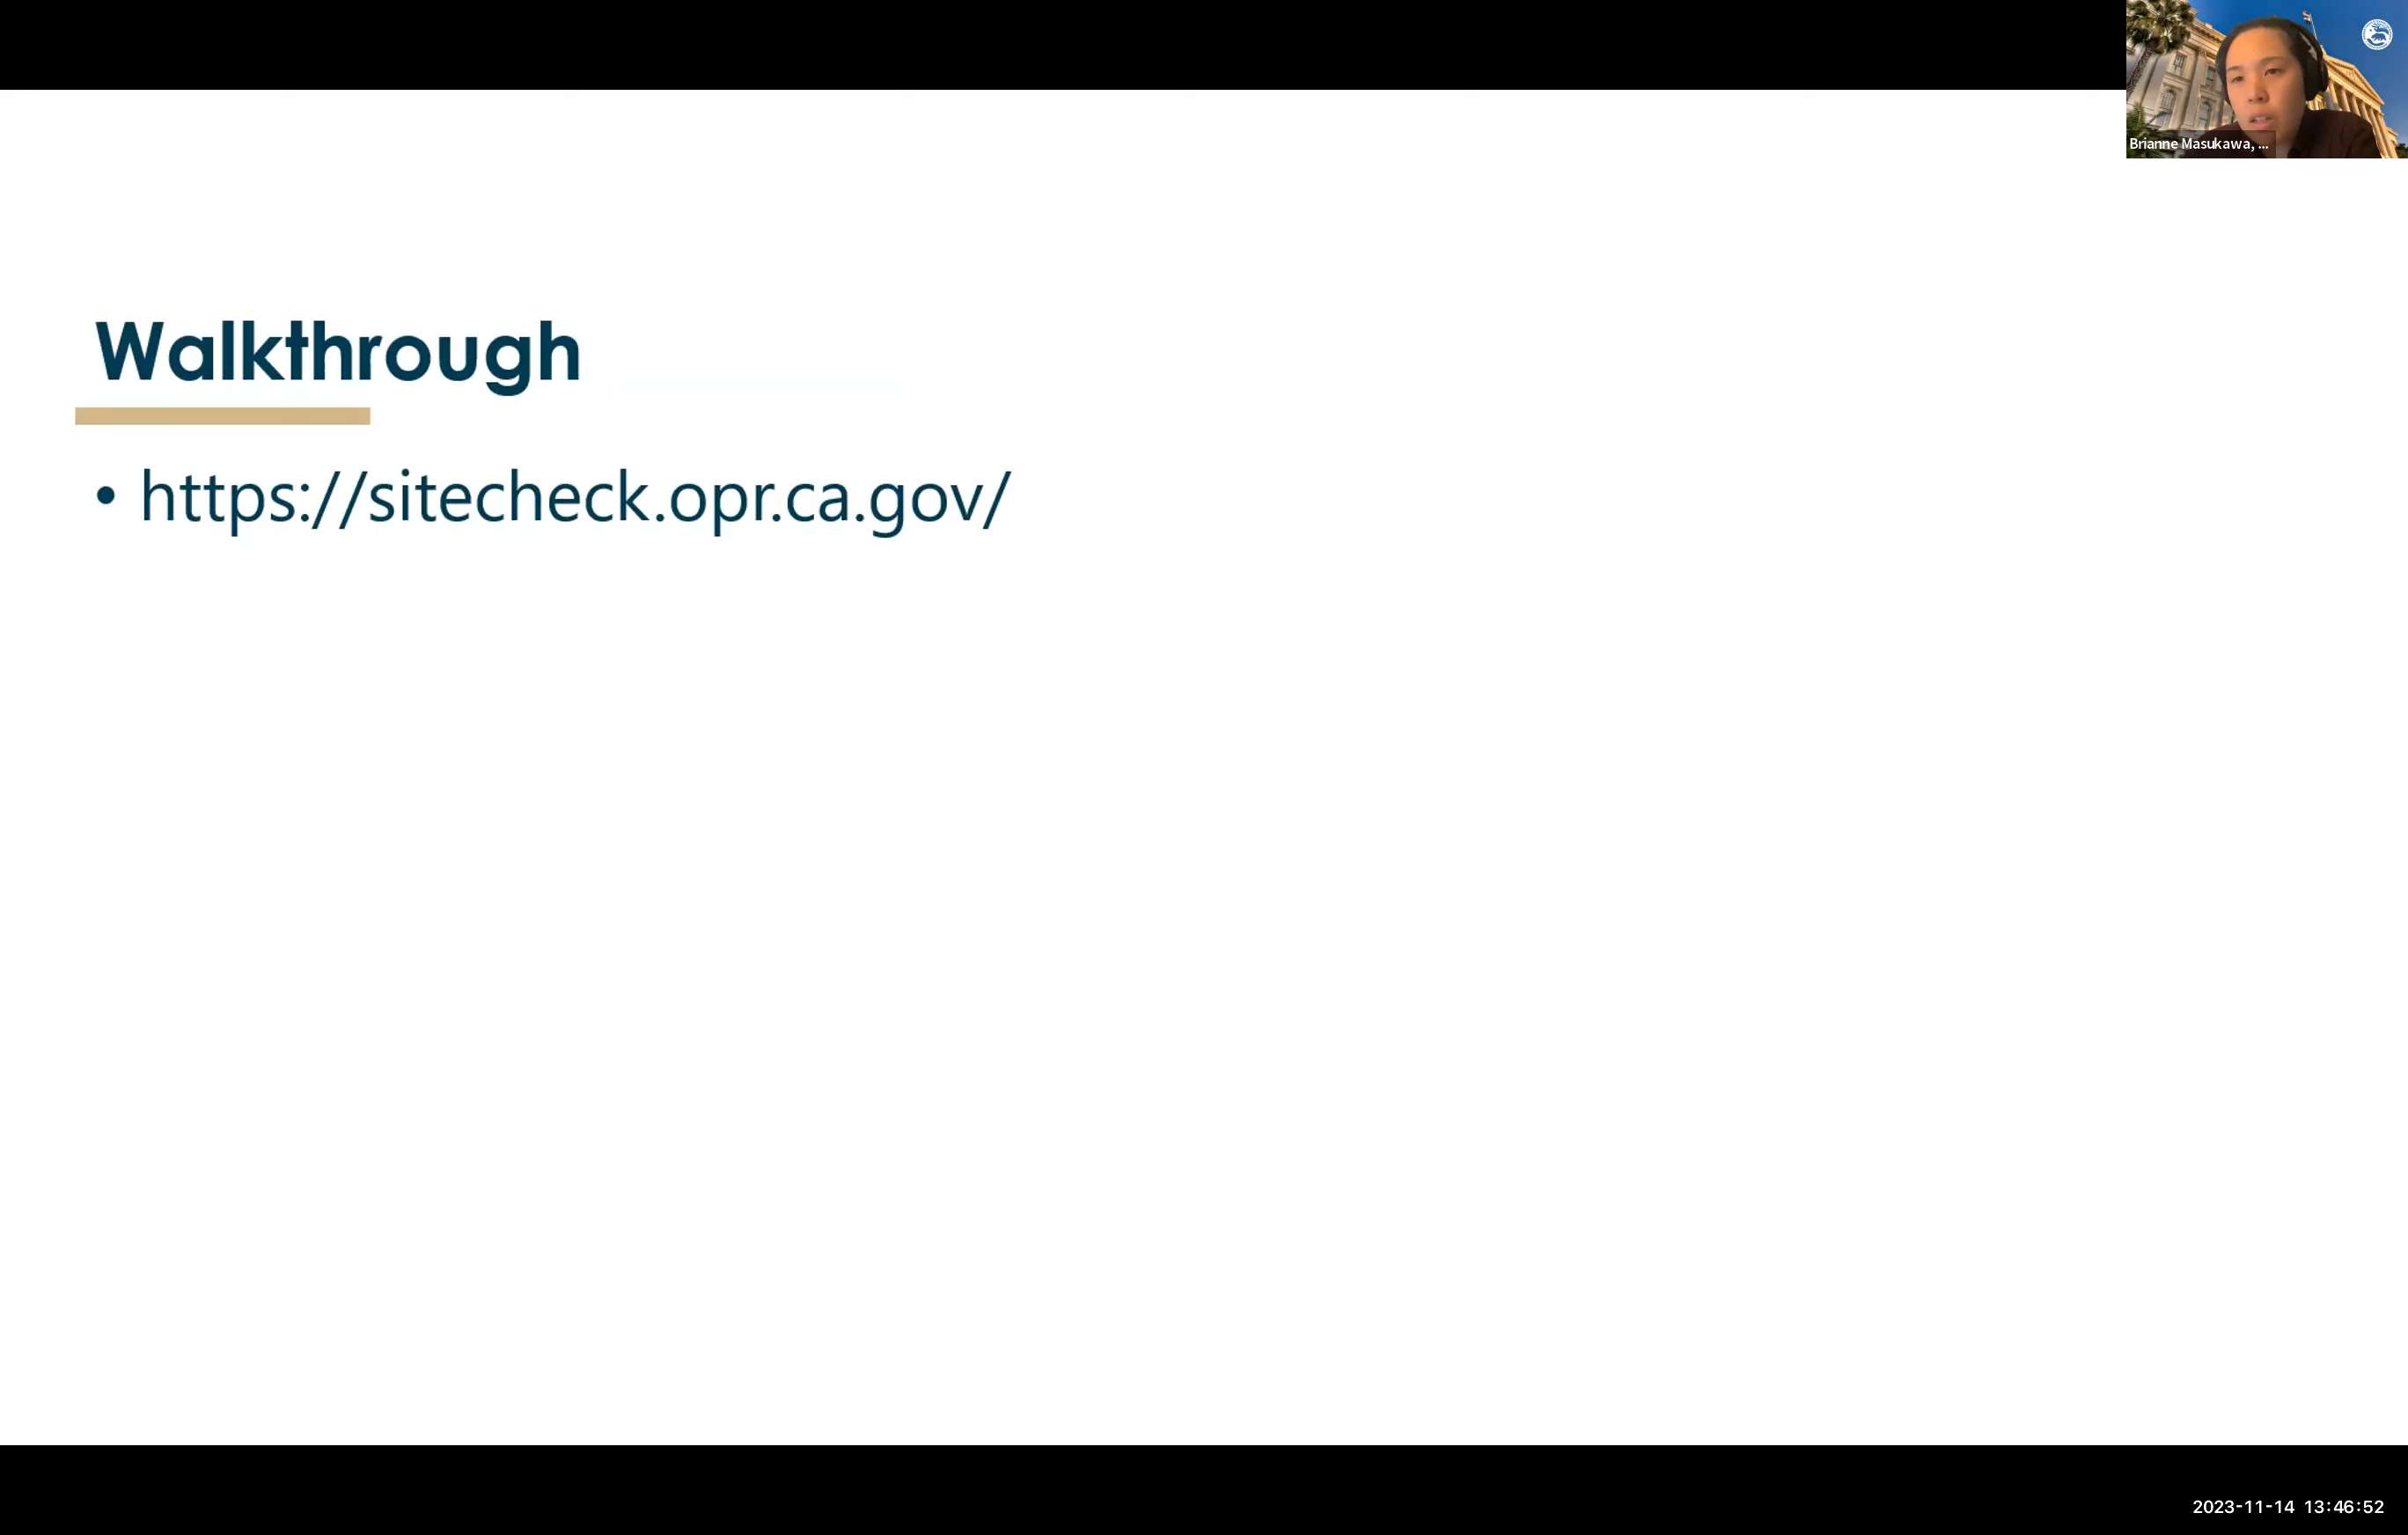 Brianne Masukawa, ...
Walkthrough
• https://sitecheck.opr.ca.gov/
2023-11-14 13:46:52